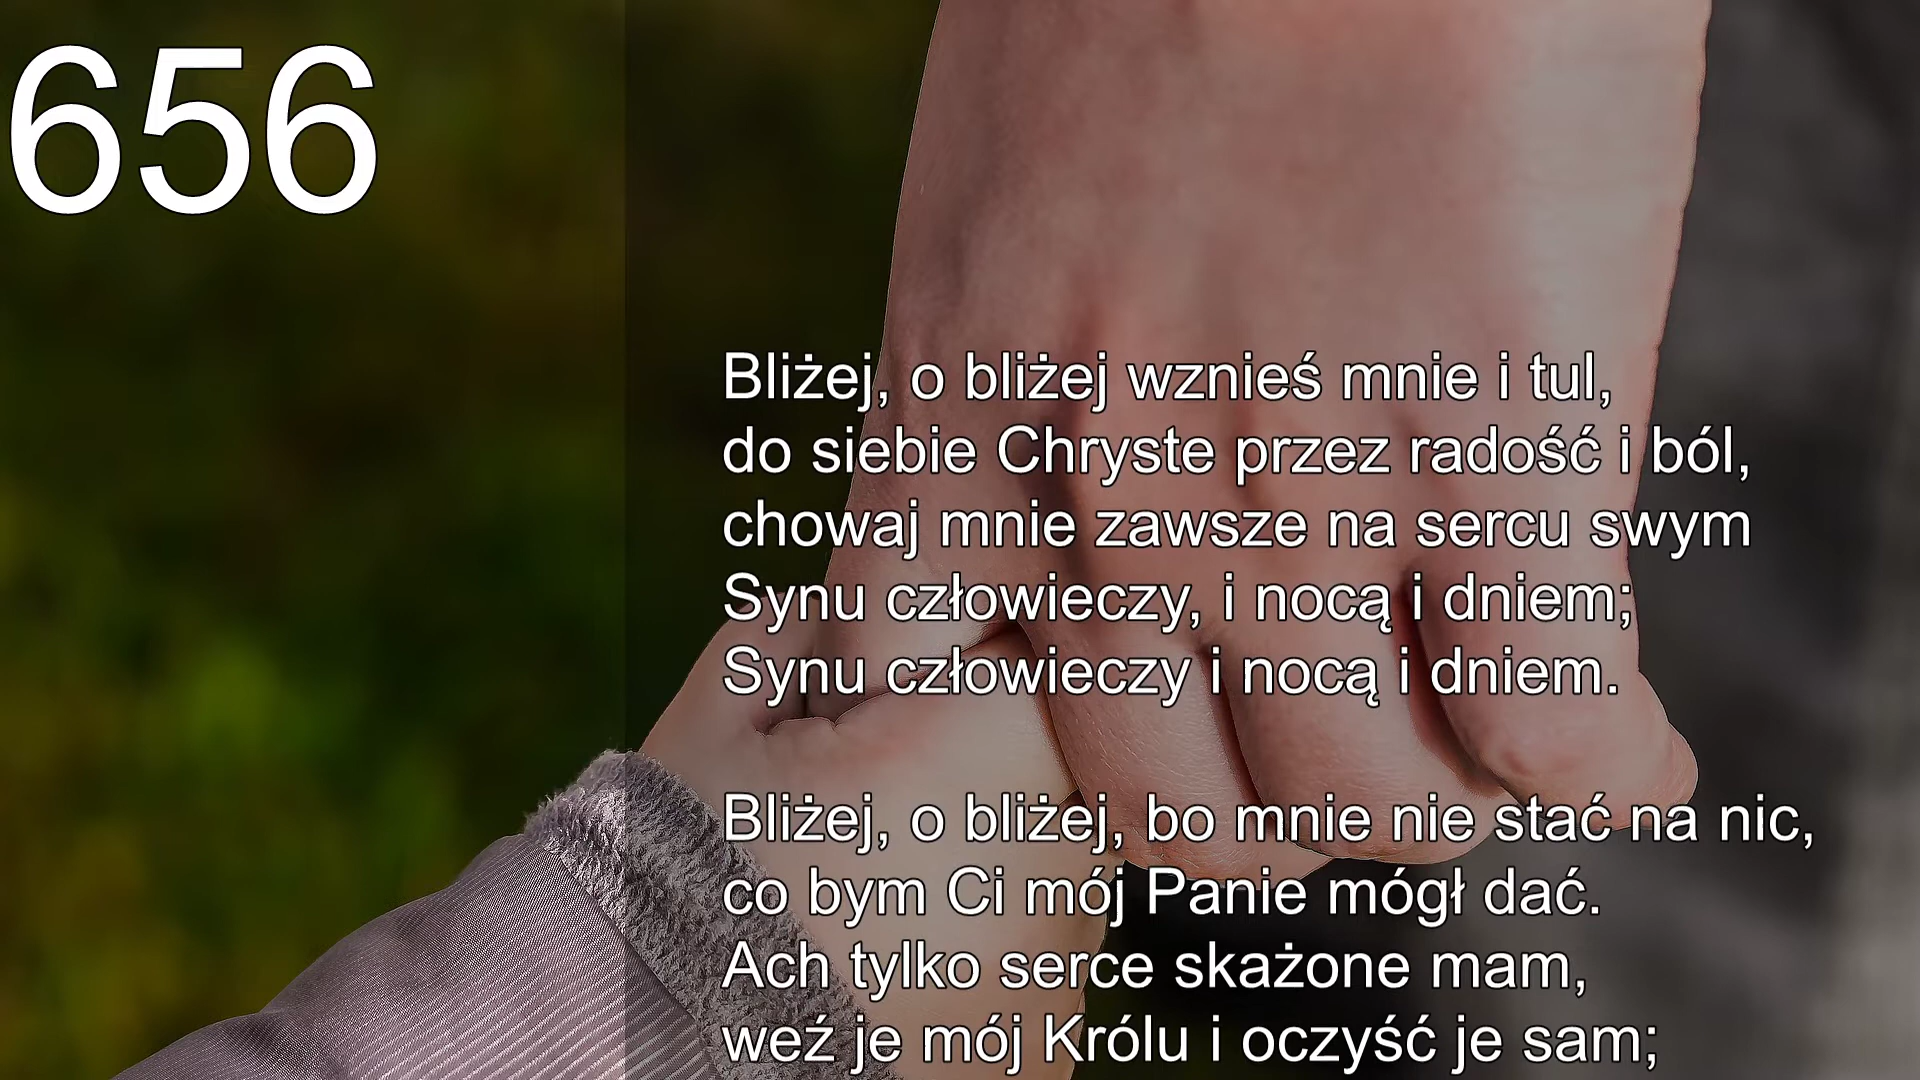 656
Bliżej, o bliżej wznieś mnie i tul,
do siebie Chryste przez radość i ból,
chowaj mnie zawsze na sercu swym
Synu człowieczy, i nocą i dniem;
Synu człowieczy i nocą i dniem.
Bliżej, o bliżej, bo mnie nie stać na nic,
co bym Ci mój Panie mógł dać.
Ach tylko serce skażone mam,
weź je mój Królu i oczyść je sam;